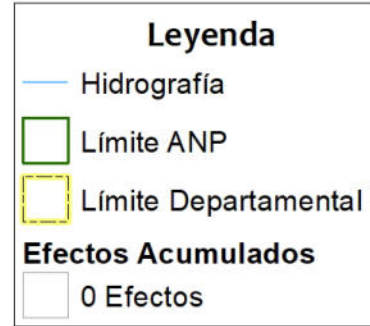 Leyenda
Hidrografía
Límite ANP
Límite Departamental
Efectos Acumulados
0 Efectos